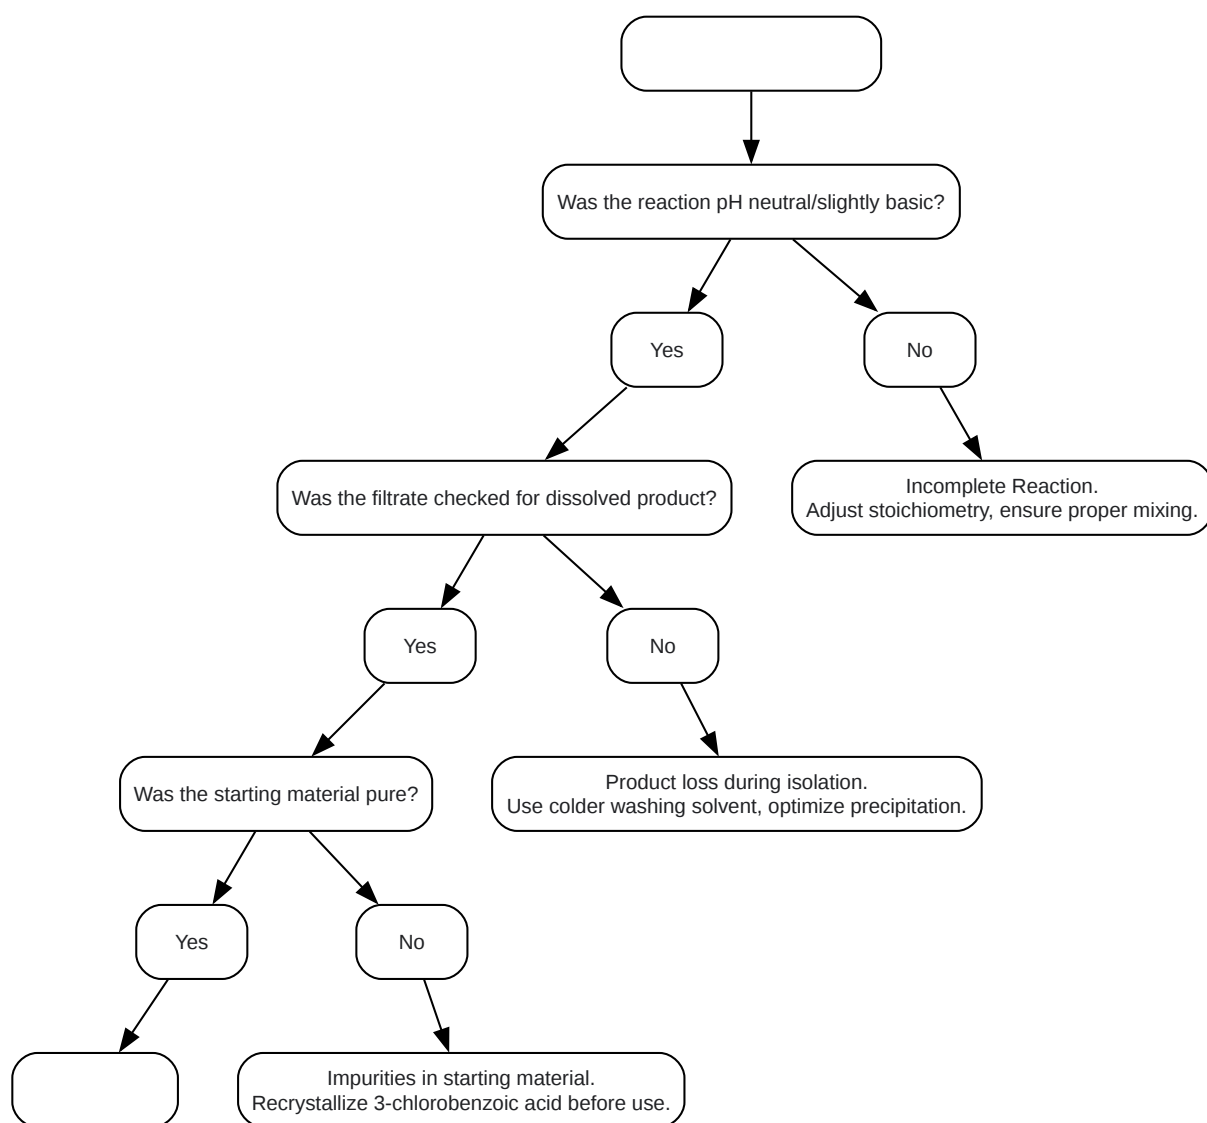 Was the reaction pH neutral/slightly basic?
Yes
No
Incomplete Reaction.
Adjust stoichiometry, ensure proper mixing.
Was the filtrate checked for dissolved product?
Yes
No
Product loss during isolation.
Use colder washing solvent, optimize precipitation.
Was the starting material pure?
Yes
No
Impurities in starting material.
Recrystallize 3-chlorobenzoic acid before use.